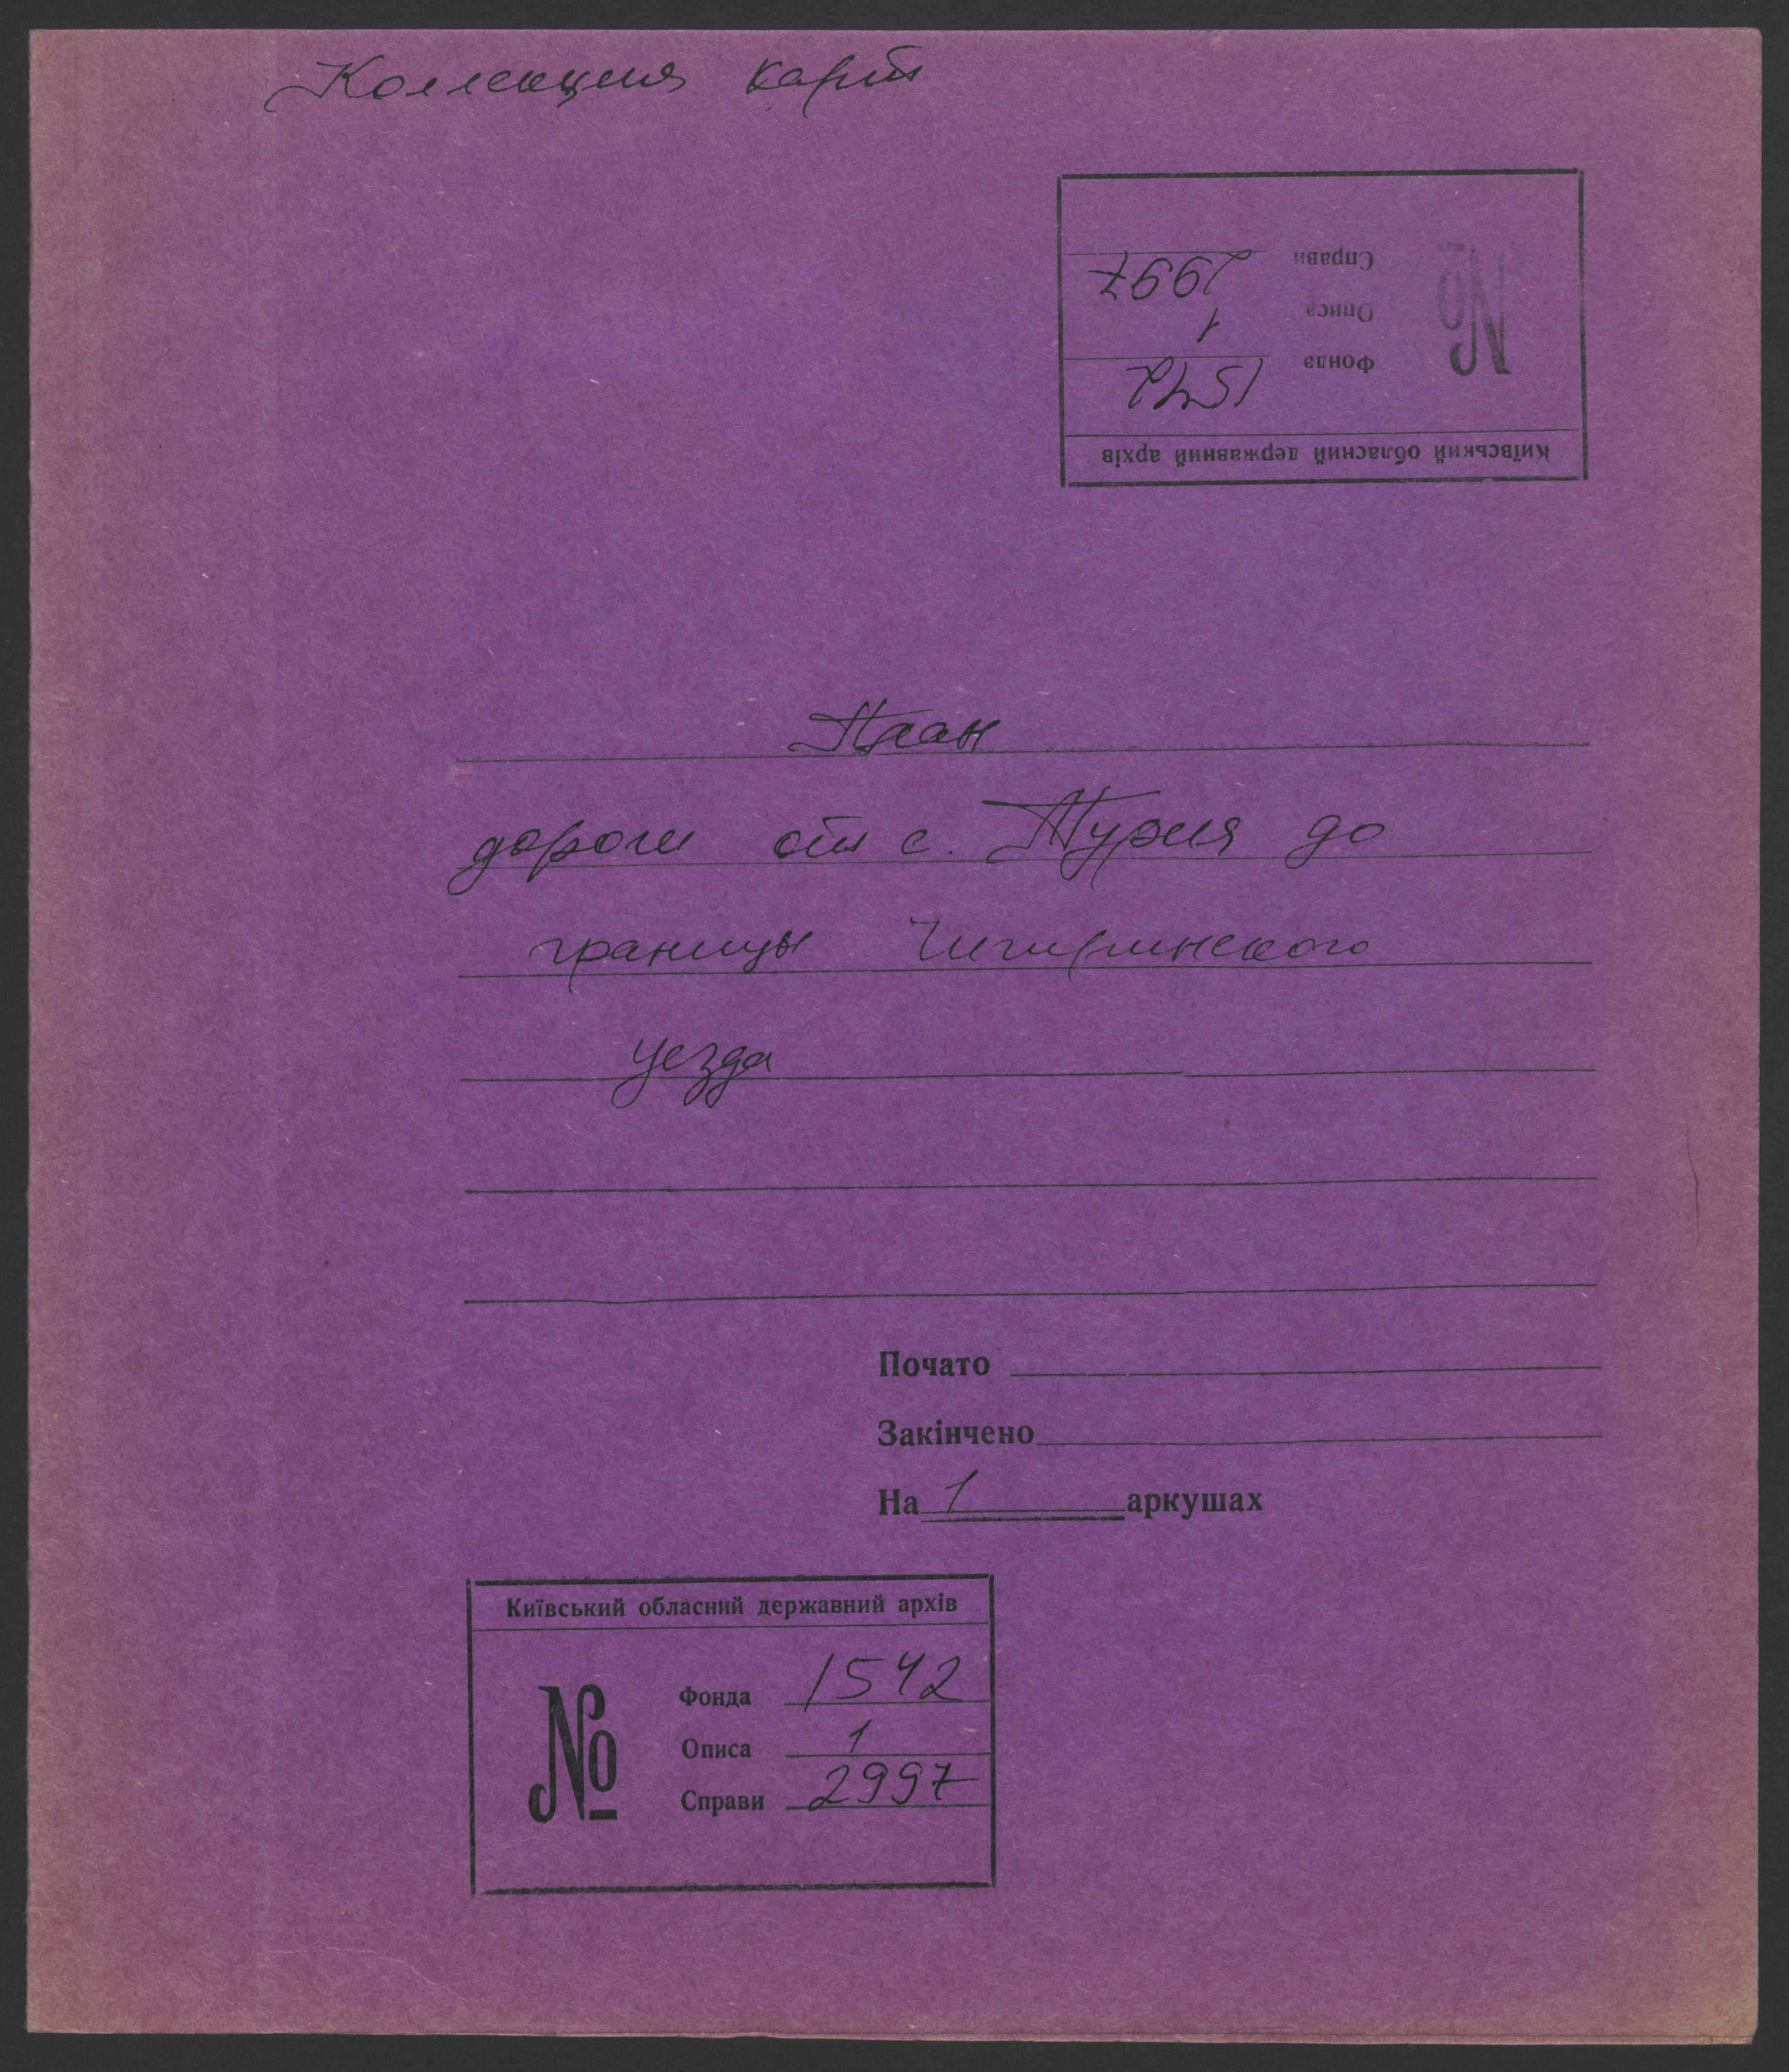 Коллекция карт
Київський обласний державний архів
№
Фонда 1542
Описа 1
Справи 2997
План
дороги от с. Турия до
границы Чигиринского
уезда
Почато
Закінчено
На 1 аркушах
Київський обласний державний архів
№
Фонда 1542
Описа 1
Справи 2997